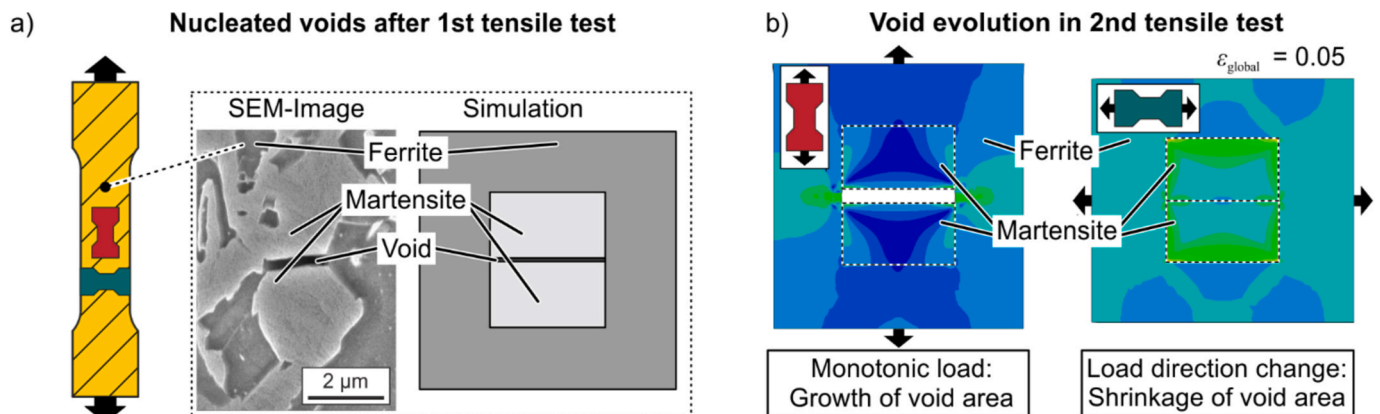 a) Nucleated voids after 1st tensile test
SEM-Image
Simulation
Ferrite
Martensite
Void
2 µm
b) Void evolution in 2nd tensile test
ε_global = 0.05
Ferrite
Martensite
Monotonic load:
Growth of void area
Load direction change:
Shrinkage of void area